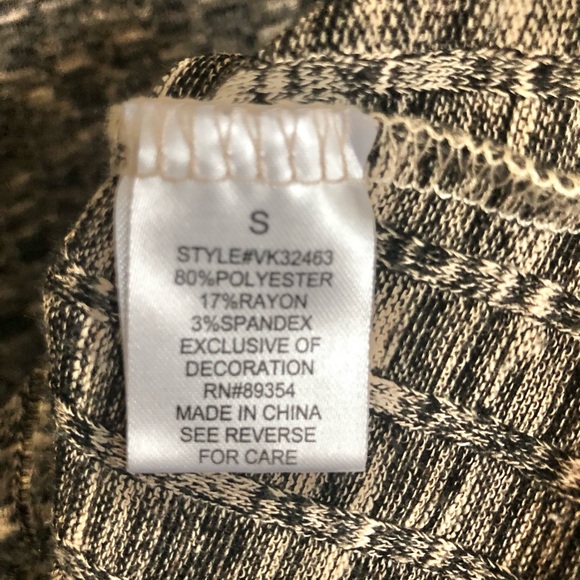 S
STYLE#VK32463
80%POLYESTER
17%RAYON
3%SPANDEX
EXCLUSIVE OF
DECORATION
RN#89354
MADE IN CHINA
SEE REVERSE
FOR CARE